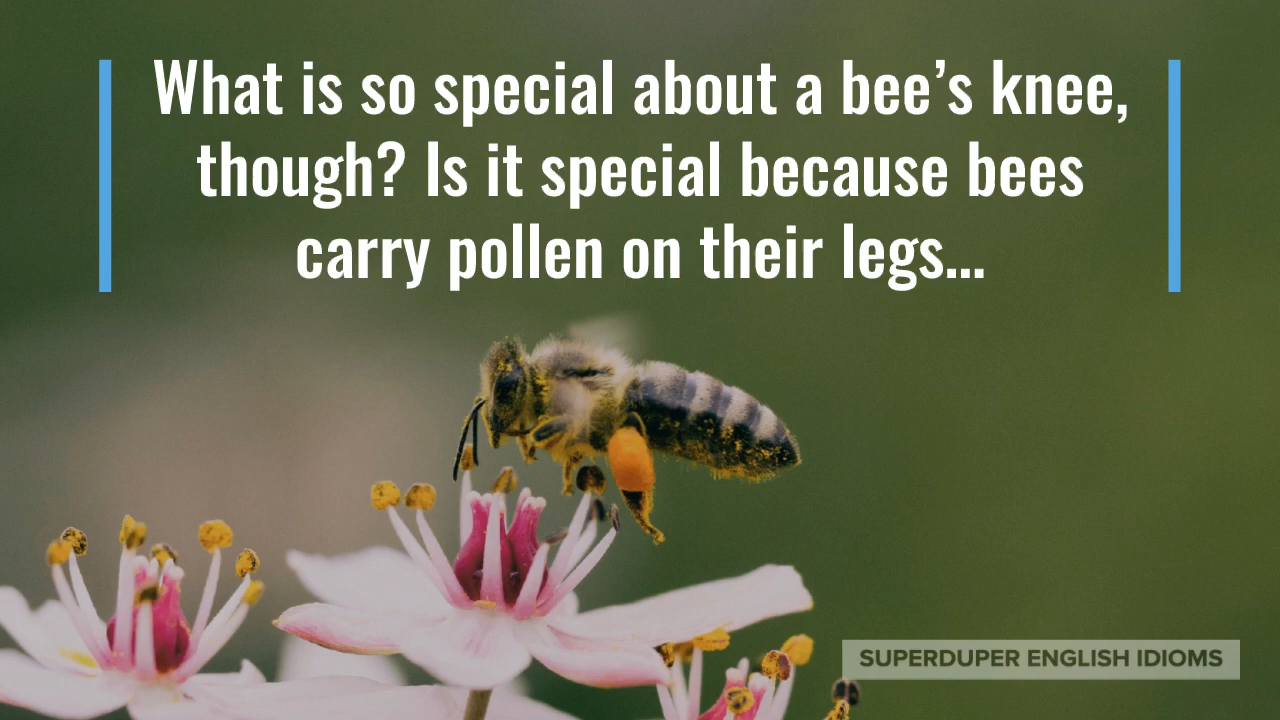 What is so special about a bee’s knee,
though? Is it special because bees
carry pollen on their legs...
SUPERDUPER ENGLISH IDIOMS